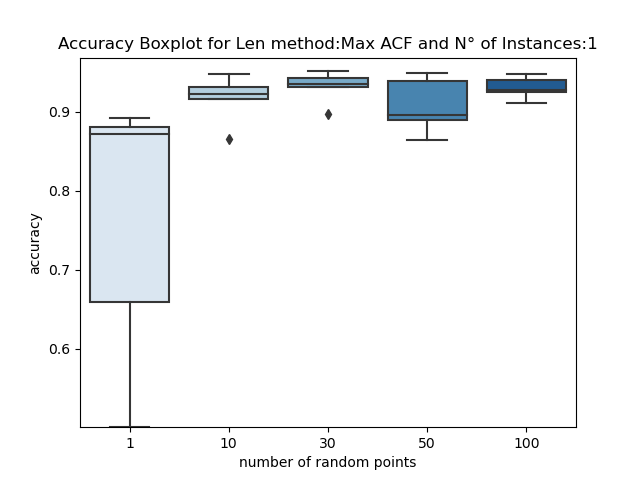 Accuracy Boxplot for Len method:Max ACF and N° of Instances:1
accuracy
0.9
0.8
0.7
0.6
1 10 30 50 100
number of random points